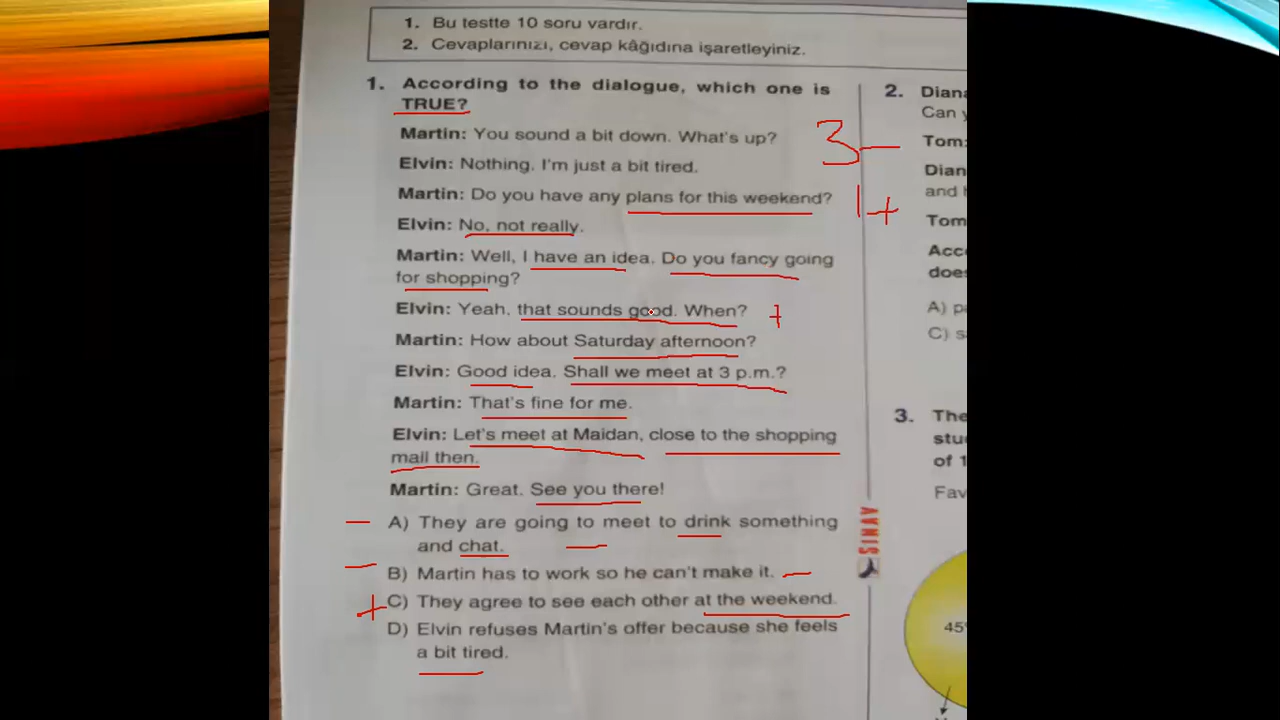 1. Bu testte 10 soru vardır.
2. Cevaplarınızı, cevap kâğıdına işaretleyiniz.
1. According to the dialogue, which one is
TRUE?
Martin: You sound a bit down. What's up?
Elvin: Nothing. I'm just a bit tired.
Martin: Do you have any plans for this weekend?
Elvin: No, not really.
Martin: Well, I have an idea. Do you fancy going
for shopping?
Elvin: Yeah, that sounds good. When?
Martin: How about Saturday afternoon?
Elvin: Good idea. Shall we meet at 3 p.m.?
Martin: That's fine for me.
Elvin: Let's meet at Maidan, close to the shopping
mall then.
Martin: Great. See you there!
A) They are going to meet to drink something
and chat.
B) Martin has to work so he can't make it.
C) They agree to see each other at the weekend.
D) Elvin refuses Martin's offer because she feels
a bit tired.
3 -
1 +
+
SINAV
2. Diana
Can y
Tom:
Dian
and h
Tom
Acc
does
A) p
C) s
3. The
stu
of 1
Fav
45°